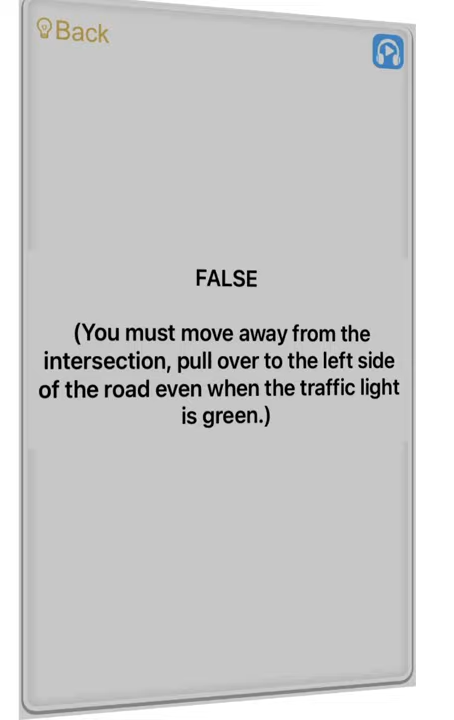 Back
FALSE
(You must move away from the
intersection, pull over to the left side
of the road even when the traffic light
is green.)